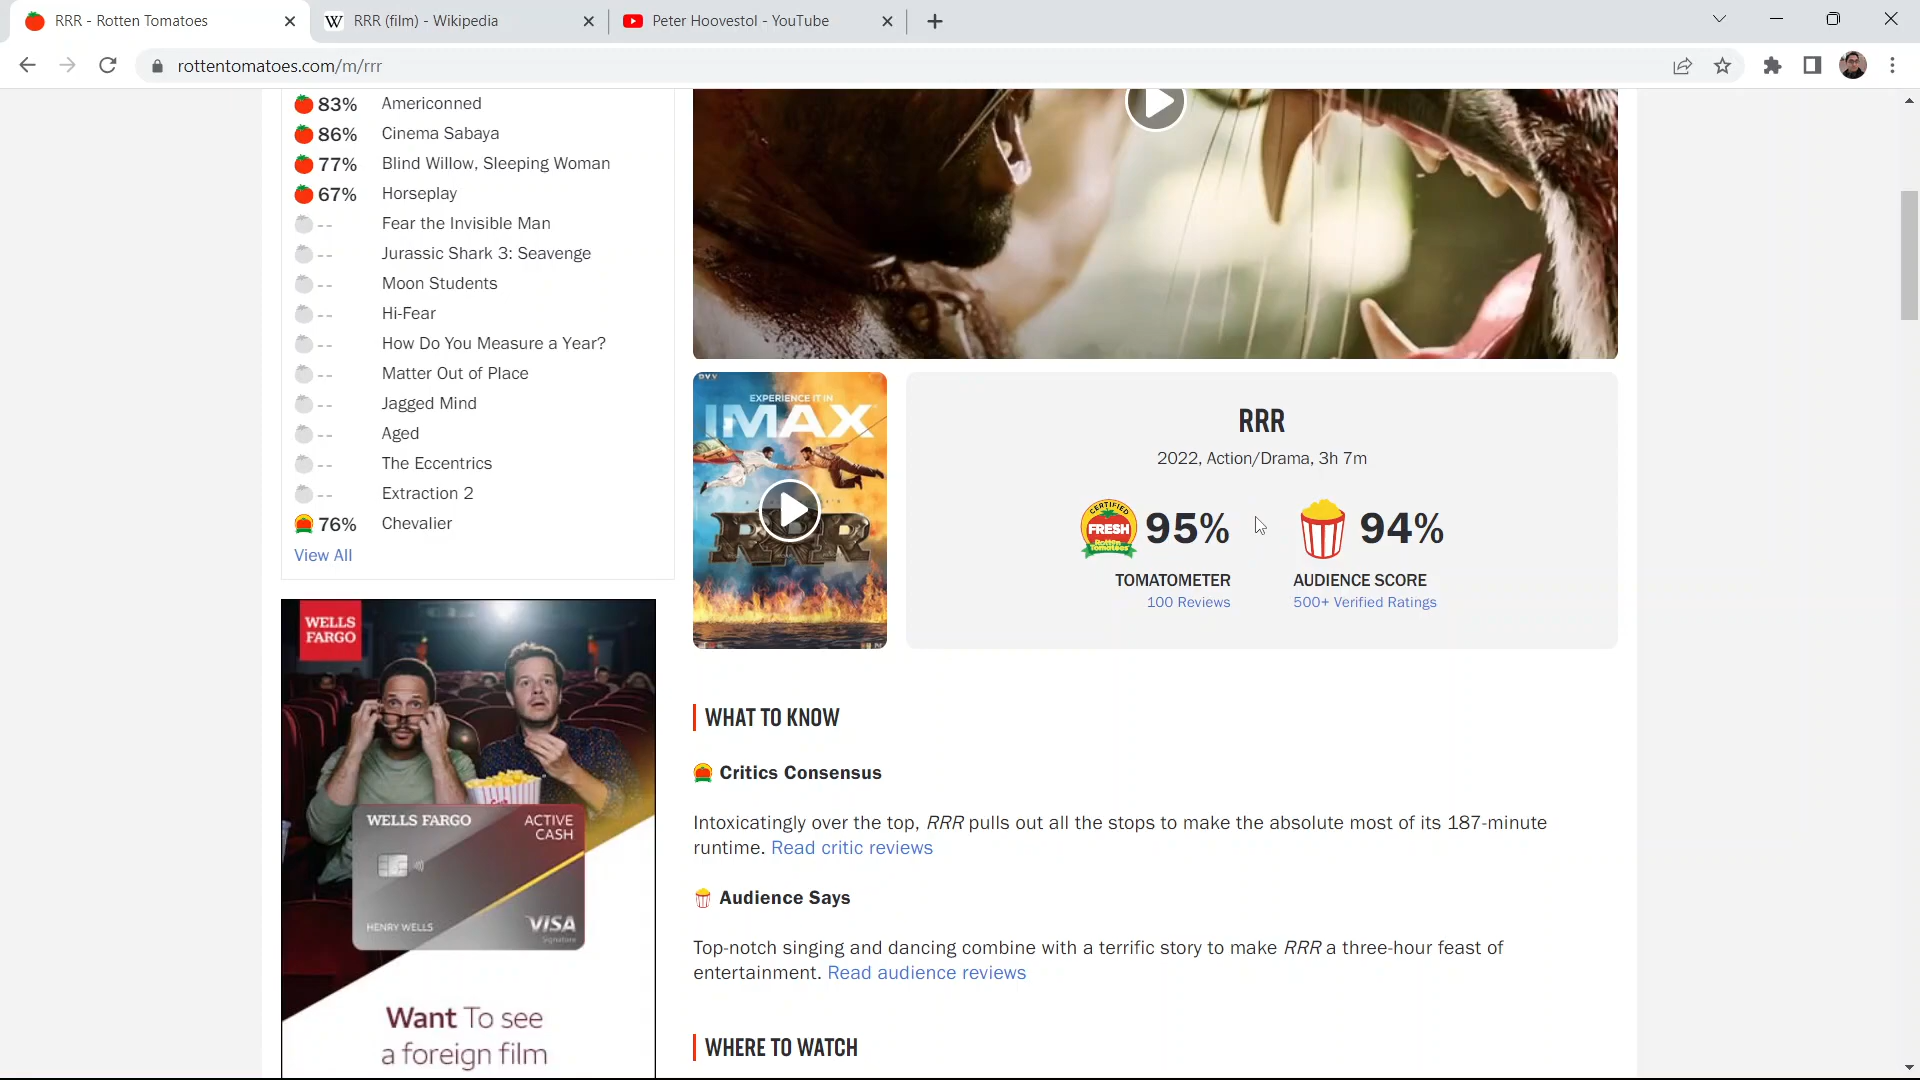 RRR - Rotten Tomatoes
RRR (film) - Wikipedia
Peter Hoovestol - YouTube
rottentomatoes.com/m/rrr
83% Americonned
86% Cinema Sabaya
77% Blind Willow, Sleeping Woman
67% Horseplay
-- Fear the Invisible Man
-- Jurassic Shark 3: Seavenge
-- Moon Students
-- Hi-Fear
-- How Do You Measure a Year?
-- Matter Out of Place
-- Jagged Mind
-- Aged
-- The Eccentrics
-- Extraction 2
76% Chevalier
View All
WELLS
FARGO
WELLS FARGO
ACTIVE
CASH
HENRY WELLS
VISA
Signature
Want To see
a foreign film
DVV
EXPERIENCE IT IN
IMAX
RRR
RRR
2022, Action/Drama, 3h 7m
CERTIFIED
FRESH
Rotten
Tomatoes
95%
94%
TOMATOMETER
AUDIENCE SCORE
100 Reviews
500+ Verified Ratings
WHAT TO KNOW
Critics Consensus
Intoxicatingly over the top, RRR pulls out all the stops to make the absolute most of its 187-minute
runtime. Read critic reviews
Audience Says
Top-notch singing and dancing combine with a terrific story to make RRR a three-hour feast of
entertainment. Read audience reviews
WHERE TO WATCH